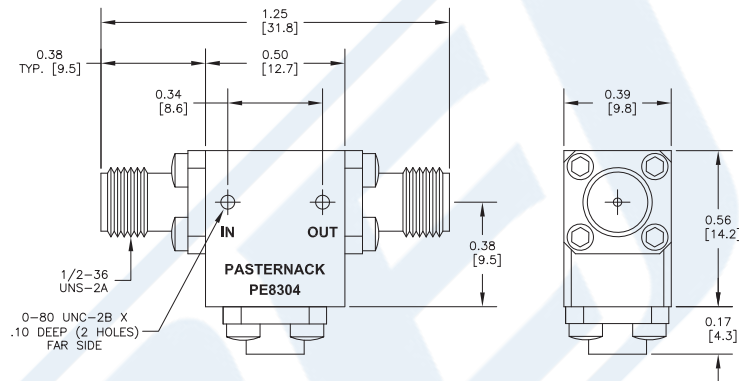 1.25
[31.8]
0.38
TYP. [9.5]
0.50
[12.7]
0.34
[8.6]
0.39
[9.8]
IN
OUT
0.38
[9.5]
0.56
[14.2]
PASTERNACK
PE8304
1/2-36
UNS-2A
0-80 UNC-2B X
.10 DEEP (2 HOLES)
FAR SIDE
0.17
[4.3]